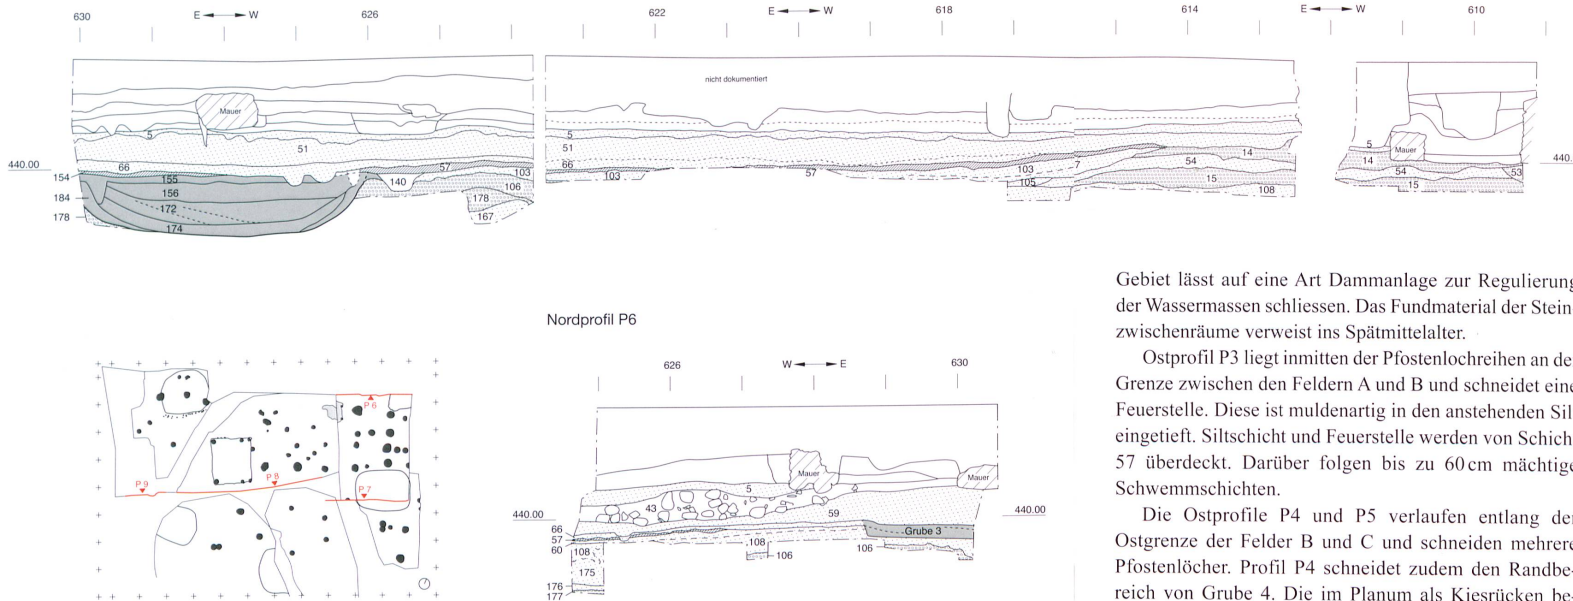 630 E W 626 622 E W 618 614 E W 610
nicht dokumentiert
Mauer
5 51 5 51 5 14
Mauer
14
440.00 66 57 103 66 103 57 103 7 54 54 53 440.
154 155 140 106 105 15 15
156 178 108
184 172 167
178 174
Nordprofil P6
626 W E 630
P 6
P 9 P 8 P 7
Mauer Mauer
5
43 59
440.00 440.00
66 Grube 3
57
60 108 108 106 106
175
176
177
Gebiet lässt auf eine Art Dammanlage zur Regulierung
der Wassermassen schliessen. Das Fundmaterial der Stein-
zwischenräume verweist ins Spätmittelalter.
Ostprofil P3 liegt inmitten der Pfostenlochreihen an de
Grenze zwischen den Feldern A und B und schneidet eine
Feuerstelle. Diese ist muldenartig in den anstehenden Sil
eingetieft. Siltschicht und Feuerstelle werden von Schich
57 überdeckt. Darüber folgen bis zu 60 cm mächtige
Schwemmschichten.
Die Ostprofile P4 und P5 verlaufen entlang der
Ostgrenze der Felder B und C und schneiden mehrere
Pfostenlöcher. Profil P4 schneidet zudem den Randbe-
reich von Grube 4. Die im Planum als Kiesrücken be-